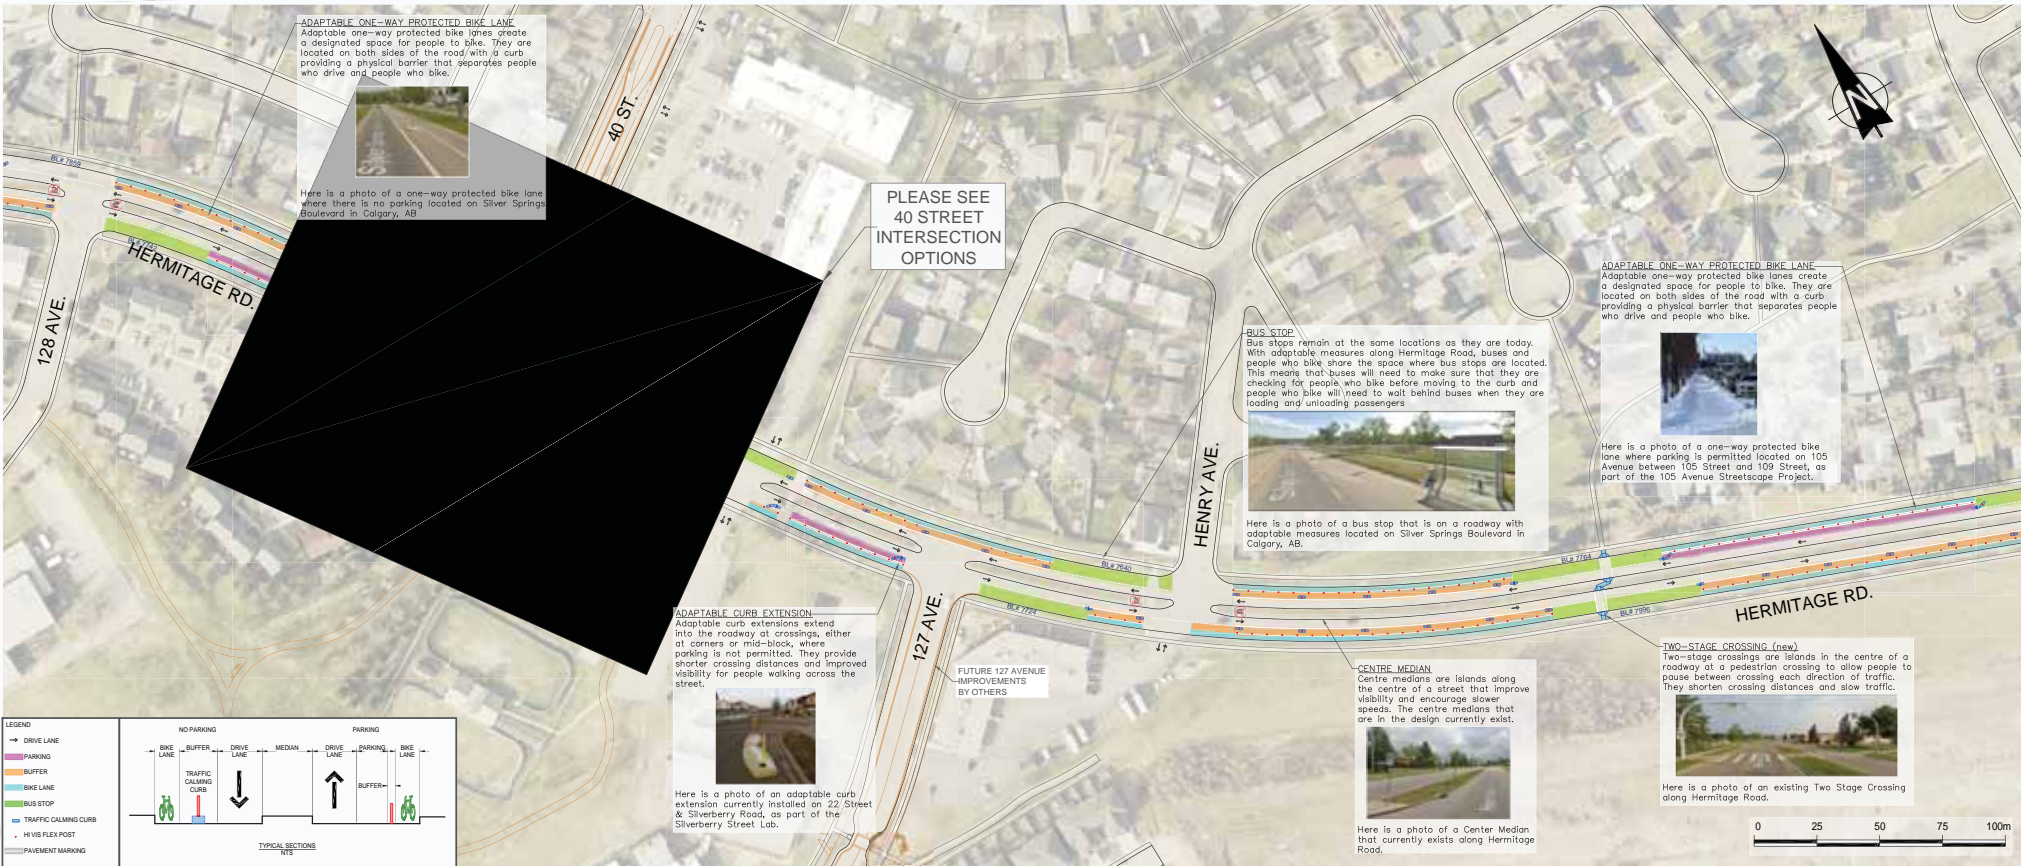 ADAPTABLE ONE-WAY PROTECTED BIKE LANE
Adaptable one-way protected bike lanes create
a designated space for people to bike. They are
located on both sides of the road with a curb
providing a physical barrier that separates people
who drive and people who bike.
Here is a photo of a one-way protected bike lane
where there is no parking located on Silver Springs
Boulevard in Calgary, AB
40 ST.
BL# 7859
HERMITAGE RD.
128 AVE.
PLEASE SEE
40 STREET
INTERSECTION
OPTIONS
N
BUS STOP
Bus stops remain at the same locations as they are today.
With adaptable measures along Hermitage Road, buses and
people who bike share the space where bus stops are located.
This means that buses will need to make sure that they are
checking for people who bike before moving to the curb and
people who bike will need to wait behind buses when they are
loading and unloading passengers
Here is a photo of a bus stop that is on a roadway with
adaptable measures located on Silver Springs Boulevard in
Calgary, AB.
ADAPTABLE ONE-WAY PROTECTED BIKE LANE
Adaptable one-way protected bike lanes create
a designated space for people to bike. They are
located on both sides of the road with a curb
providing a physical barrier that separates people
who drive and people who bike.
Here is a photo of a one-way protected bike
lane where parking is permitted located on 105
Avenue between 105 Street and 109 Street, as
part of the 105 Avenue Streetscape Project.
HENRY AVE.
BL# 7640
BL# 7724
BL# 7764
BL# 7996
HERMITAGE RD.
127 AVE.
FUTURE 127 AVENUE
IMPROVEMENTS
BY OTHERS
ADAPTABLE CURB EXTENSION
Adaptable curb extensions extend
into the roadway at crossings, either
at corners or mid-block, where
parking is not permitted. They provide
shorter crossing distances and improved
visibility for people walking across the
street.
Here is a photo of an adaptable curb
extension currently installed on 22 Street
& Silverberry Road, as part of the
Silverberry Street Lab.
CENTRE MEDIAN
Centre medians are islands along
the centre of a street that improve
visibility and encourage slower
speeds. The centre medians that
are in the design currently exist.
Here is a photo of a Center Median
that currently exists along Hermitage
Road.
TWO-STAGE CROSSING (new)
Two-stage crossings are islands in the centre of a
roadway at a pedestrian crossing to allow people to
pause between crossing each direction of traffic.
They shorten crossing distances and slow traffic.
Here is a photo of an existing Two Stage Crossing
along Hermitage Road.
LEGEND
DRIVE LANE
PARKING
BUFFER
BIKE LANE
BUS STOP
TRAFFIC CALMING CURB
HI VIS FLEX POST
PAVEMENT MARKING
NO PARKING
PARKING
BIKE
LANE
BUFFER
DRIVE
LANE
MEDIAN
DRIVE
LANE
PARKING
BIKE
LANE
TRAFFIC
CALMING
CURB
BUFFER
TYPICAL SECTIONS
NTS
0 25 50 75 100m